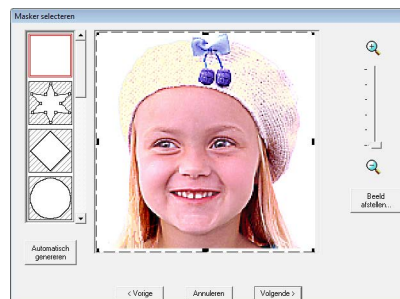 Masker selecteren
Automatisch
genereren
Beeld
afstellen...
< Vorige
Annuleren
Volgende >